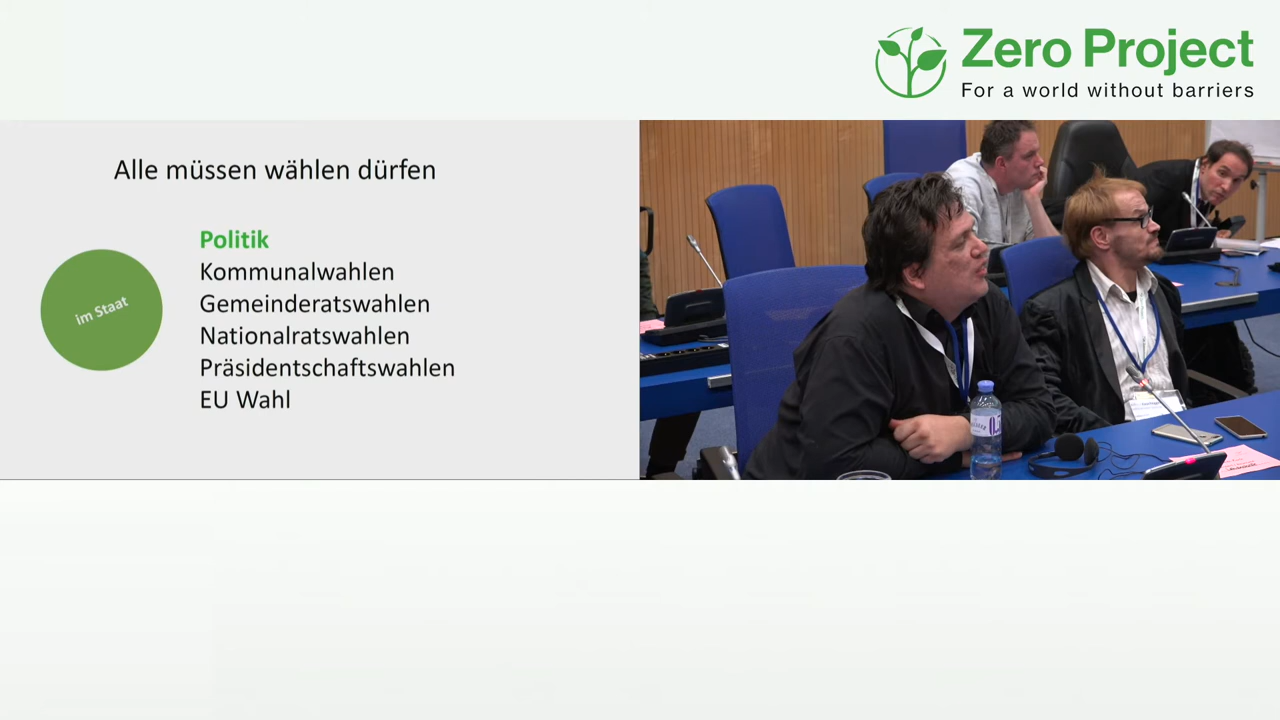 Zero Project
For a world without barriers
Alle müssen wählen dürfen
im Staat
Politik
Kommunalwahlen
Gemeinderatswahlen
Nationalratswahlen
Präsidentschaftswahlen
EU Wahl